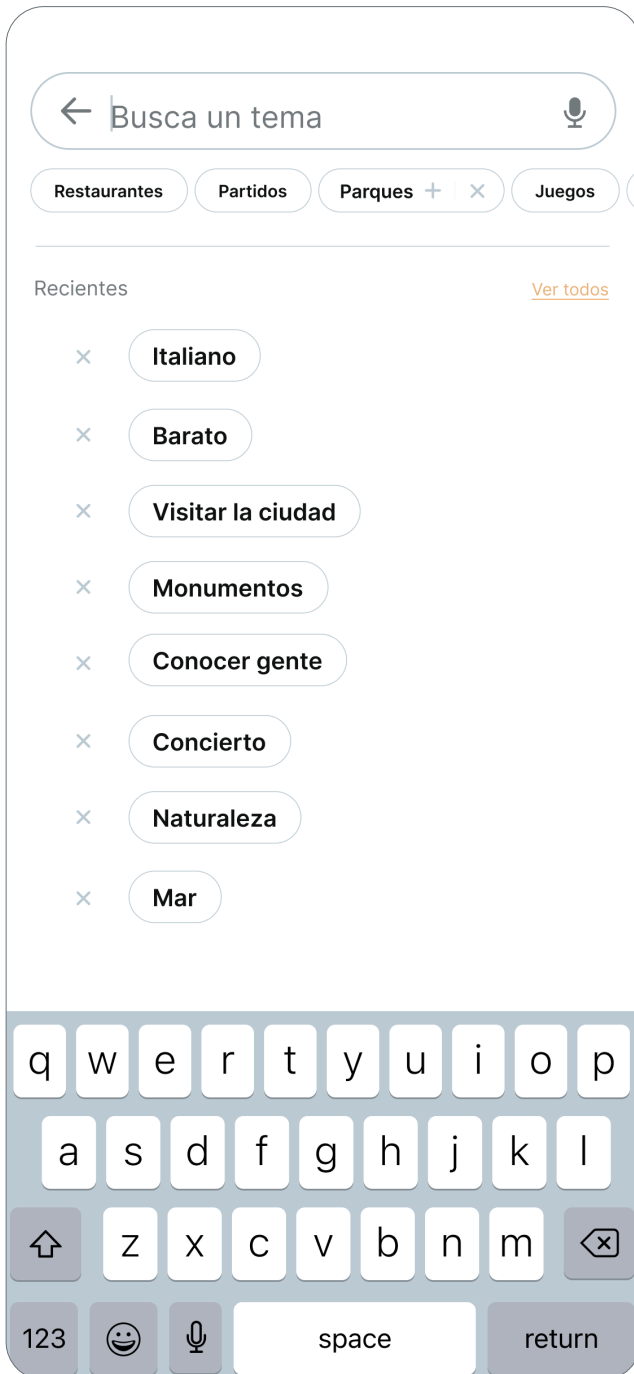 Busca un tema
Restaurantes Partidos Parques Juegos
Recientes Ver todos
Italiano
Barato
Visitar la ciudad
Monumentos
Conocer gente
Concierto
Naturaleza
Mar
q w e r t y u i o p
a s d f g h j k l
z x c v b n m
123 space return